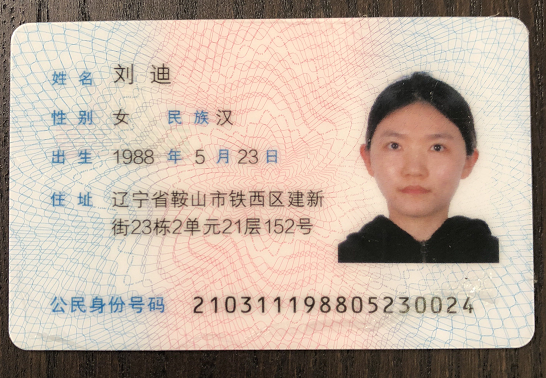 姓名 刘迪
性别 女 民族 汉
出生 1988 年 5 月 23 日
住址 辽宁省鞍山市铁西区建新
街23栋2单元21层152号
公民身份号码 210311198805230024